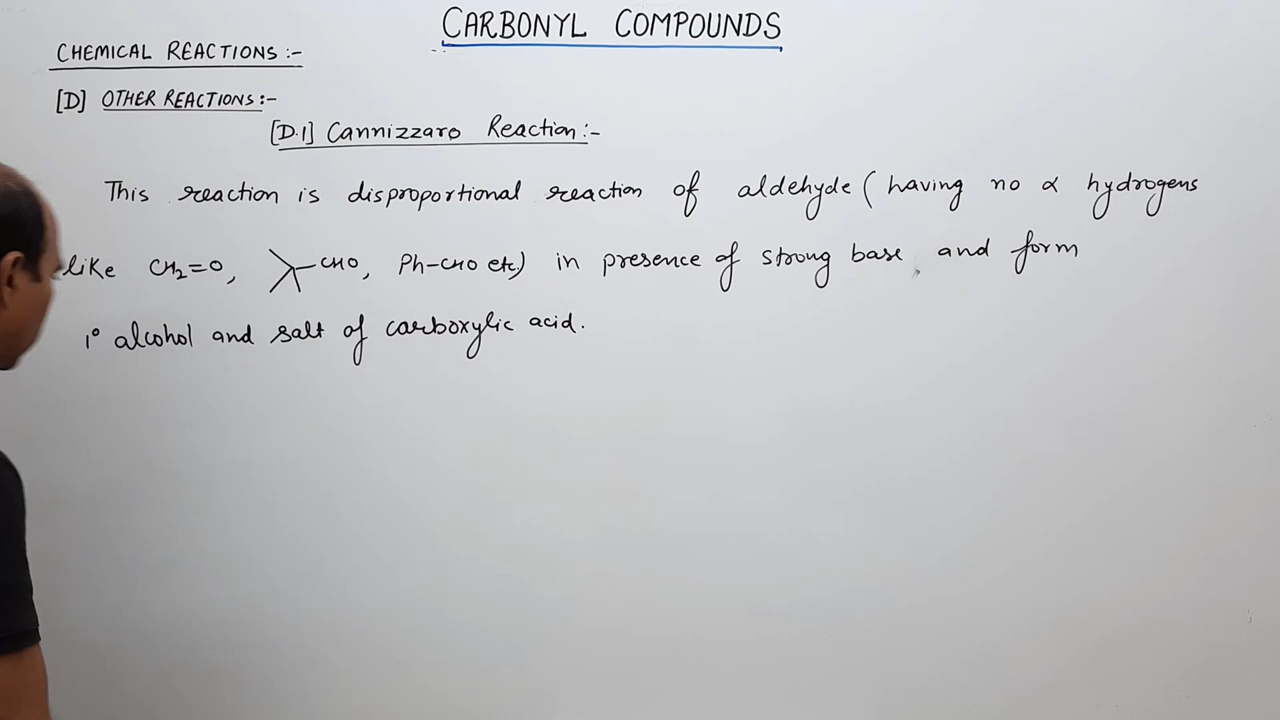 CARBONYL COMPOUNDS
CHEMICAL REACTIONS :-
[D] OTHER REACTIONS :-
[D.1] Cannizzaro Reaction :-
This reaction is disproportional reaction of aldehyde ( having no α hydrogens
like CH₂=O, CHO, Ph-CHO etc) in presence of strong base and form
1° alcohol and salt of carboxylic acid.